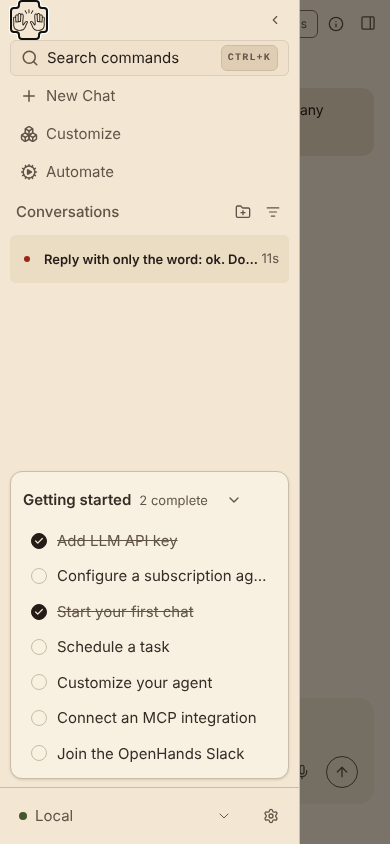 Search commands CTRL+K
New Chat
Customize
Automate
Conversations
Reply with only the word: ok. Do... 11s
any
Getting started 2 complete
Add LLM API key
Configure a subscription ag...
Start your first chat
Schedule a task
Customize your agent
Connect an MCP integration
Join the OpenHands Slack
Local